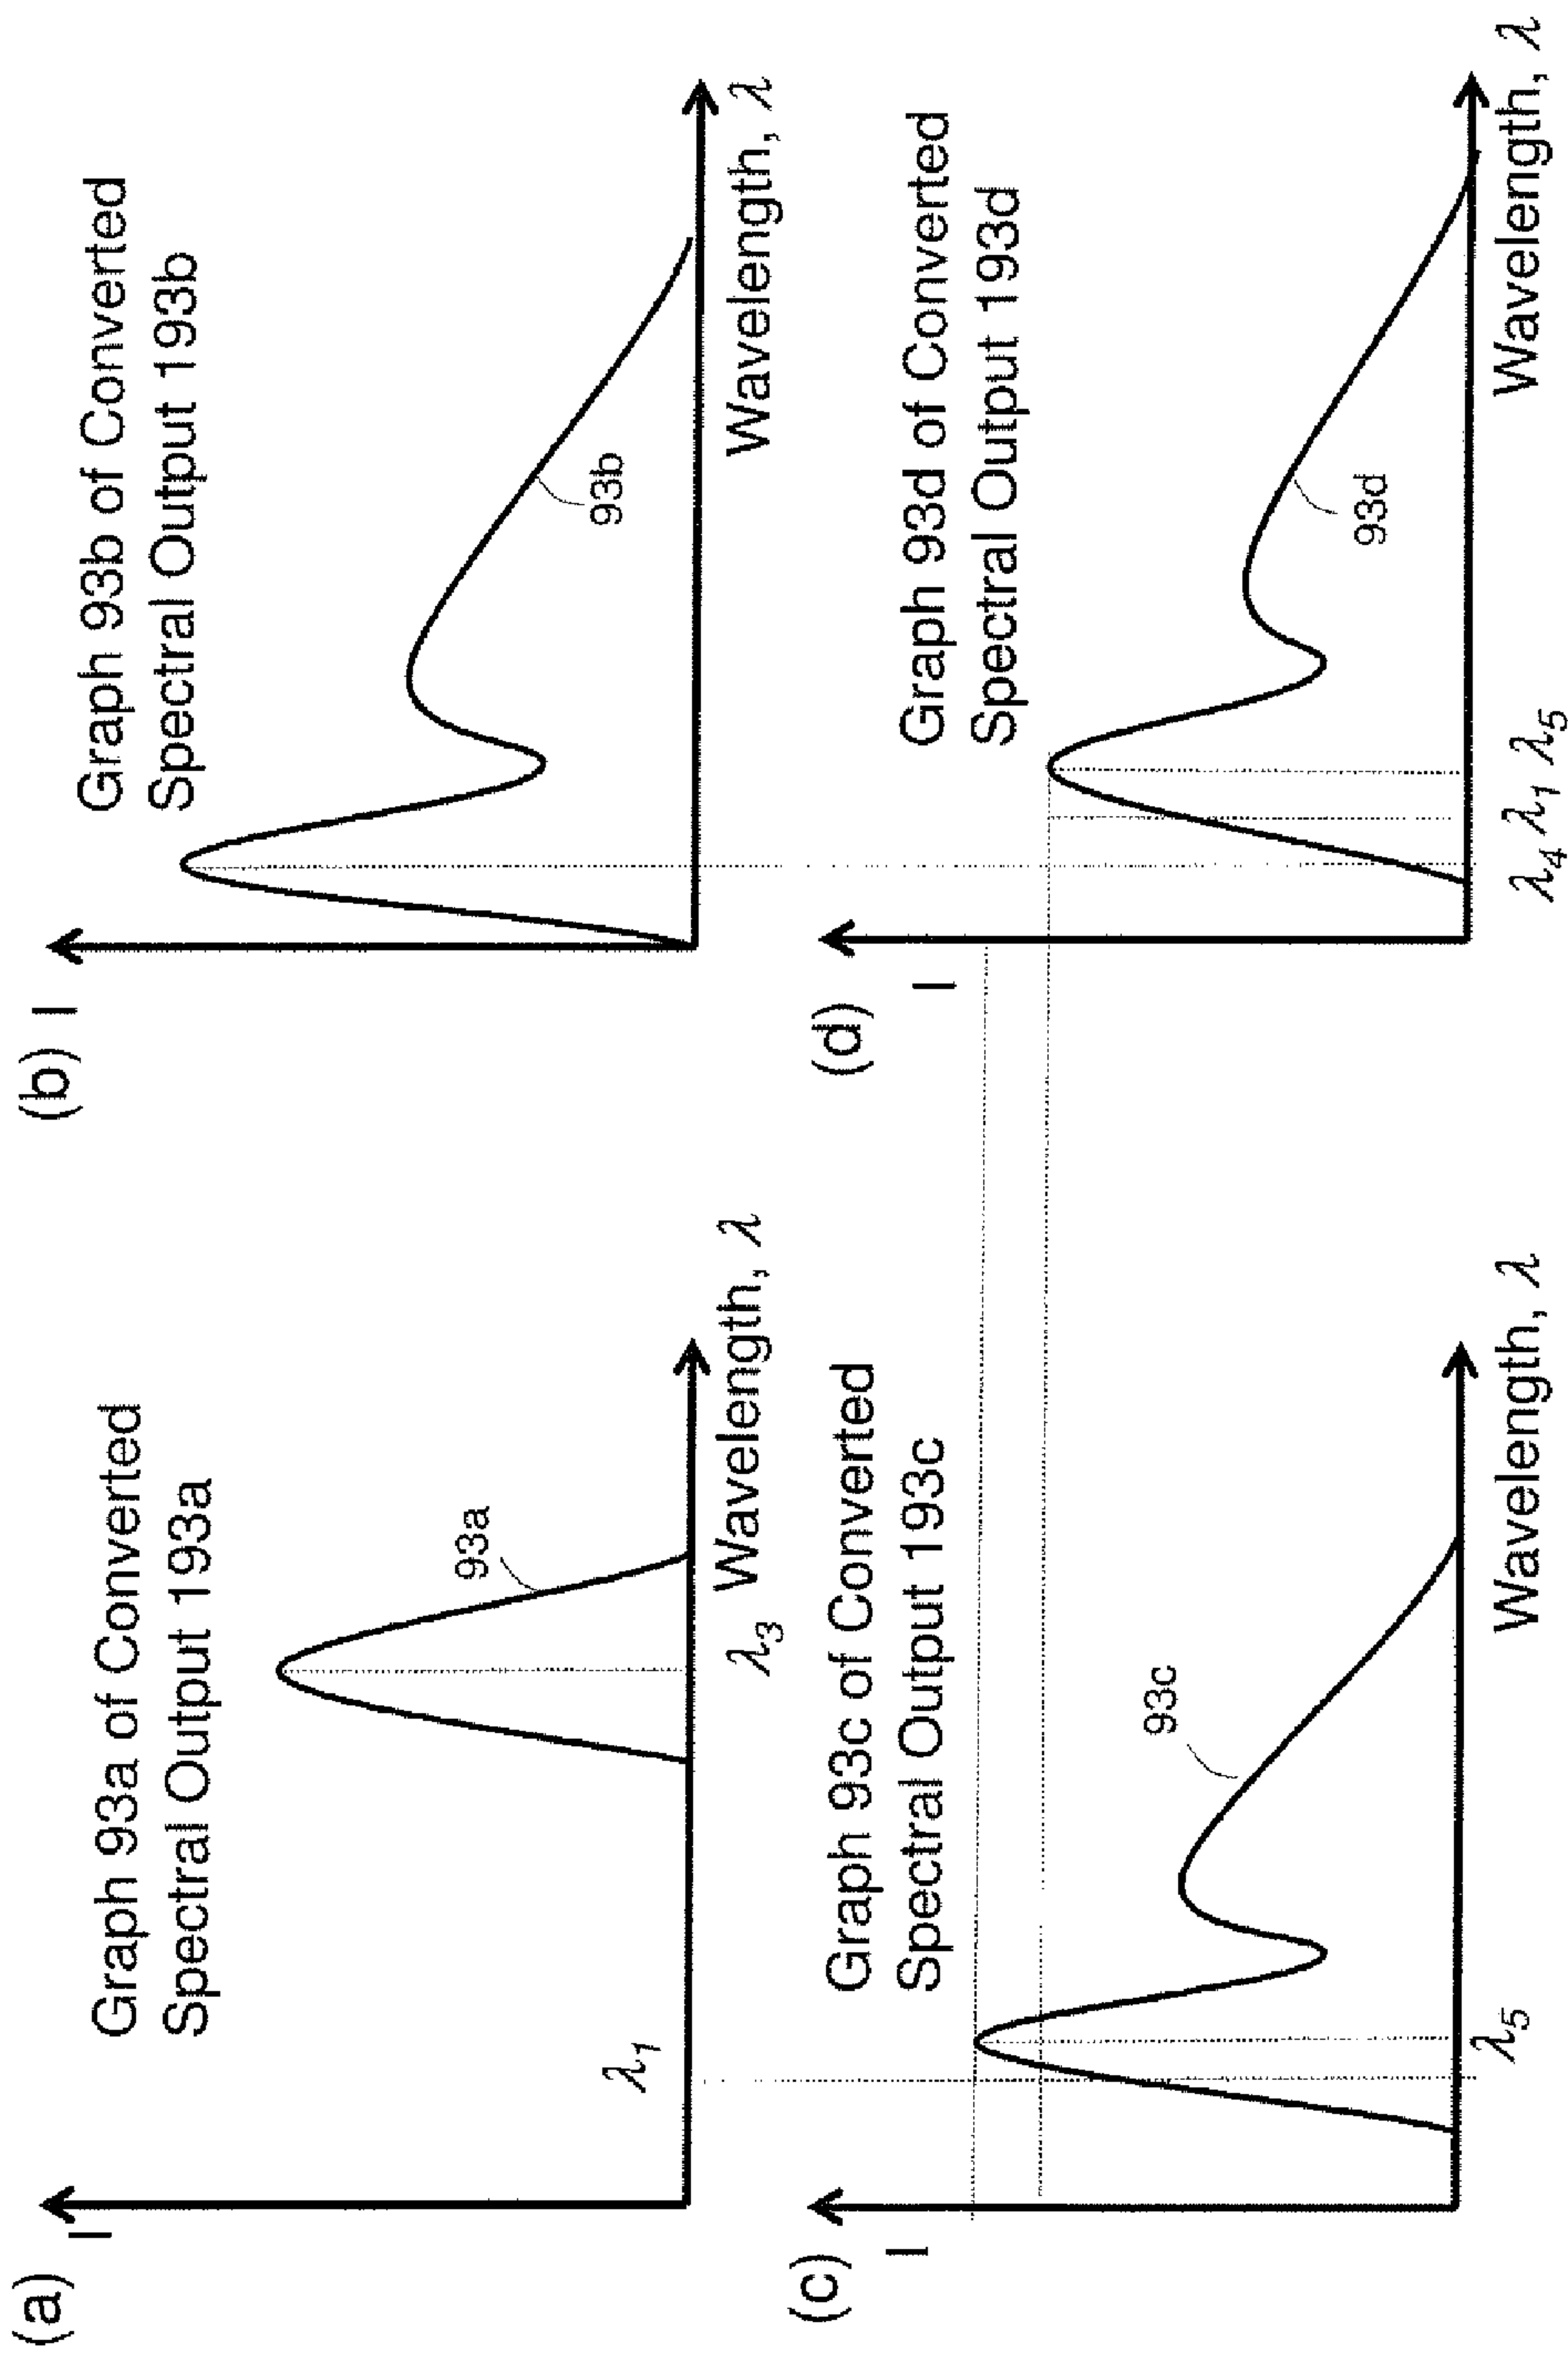 (a)
I
Graph 93a of Converted
Spectral Output 193a
93a
λ1
λ3
Wavelength, λ
(b)
I
Graph 93b of Converted
Spectral Output 193b
93b
Wavelength, λ
(c)
I
Graph 93c of Converted
Spectral Output 193c
93c
λ5
Wavelength, λ
(d)
I
Graph 93d of Converted
Spectral Output 193d
93d
λ4 λ1 λ5
Wavelength, λ